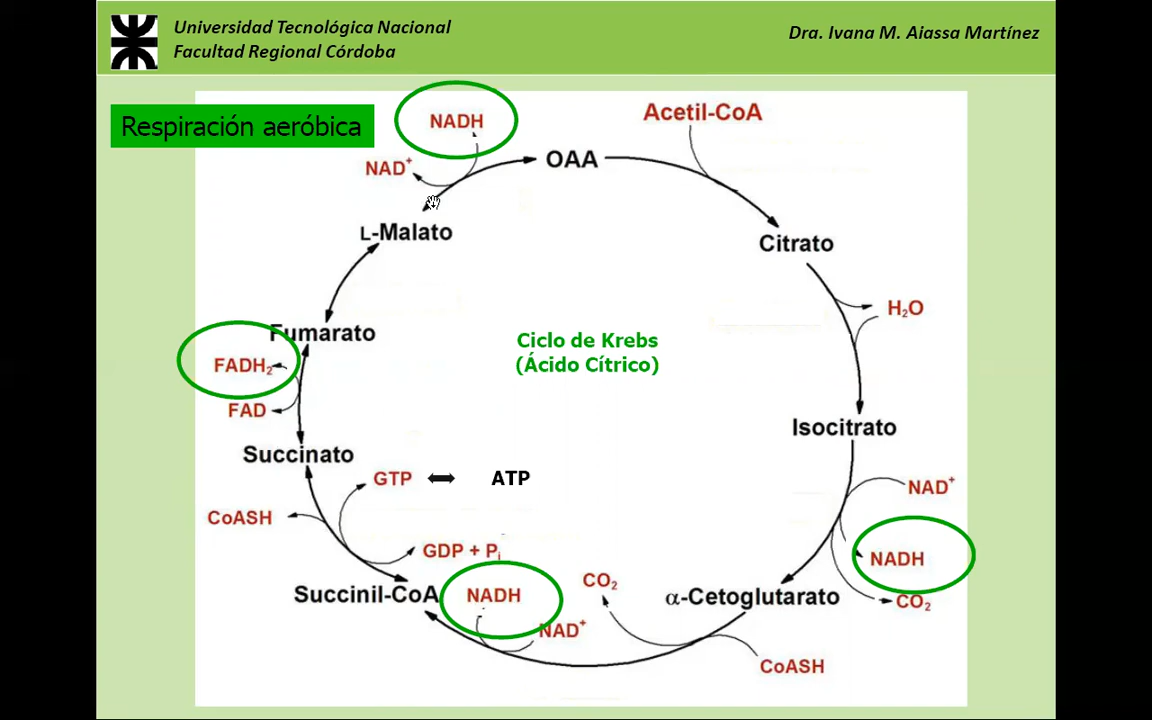 Universidad Tecnológica Nacional
Facultad Regional Córdoba
Dra. Ivana M. Aiassa Martínez
Respiración aeróbica
NADH
Acetil-CoA
NAD⁺
OAA
L-Malato
Citrato
H₂O
Fumarato
Ciclo de Krebs
(Ácido Cítrico)
FADH₂
FAD
Isocitrato
Succinato
GTP
ATP
NAD⁺
CoASH
GDP + Pᵢ
NADH
CO₂
Succinil-CoA
NADH
CO₂
α-Cetoglutarato
NAD⁺
CoASH